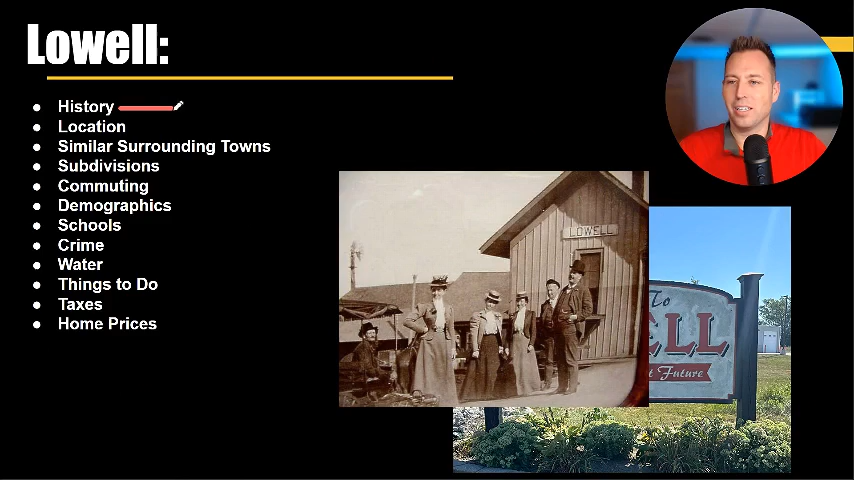 Lowell:
● History
● Location
● Similar Surrounding Towns
● Subdivisions
● Commuting
● Demographics
● Schools
● Crime
● Water
● Things to Do
● Taxes
● Home Prices
LOWELL
To
ELL
t Future